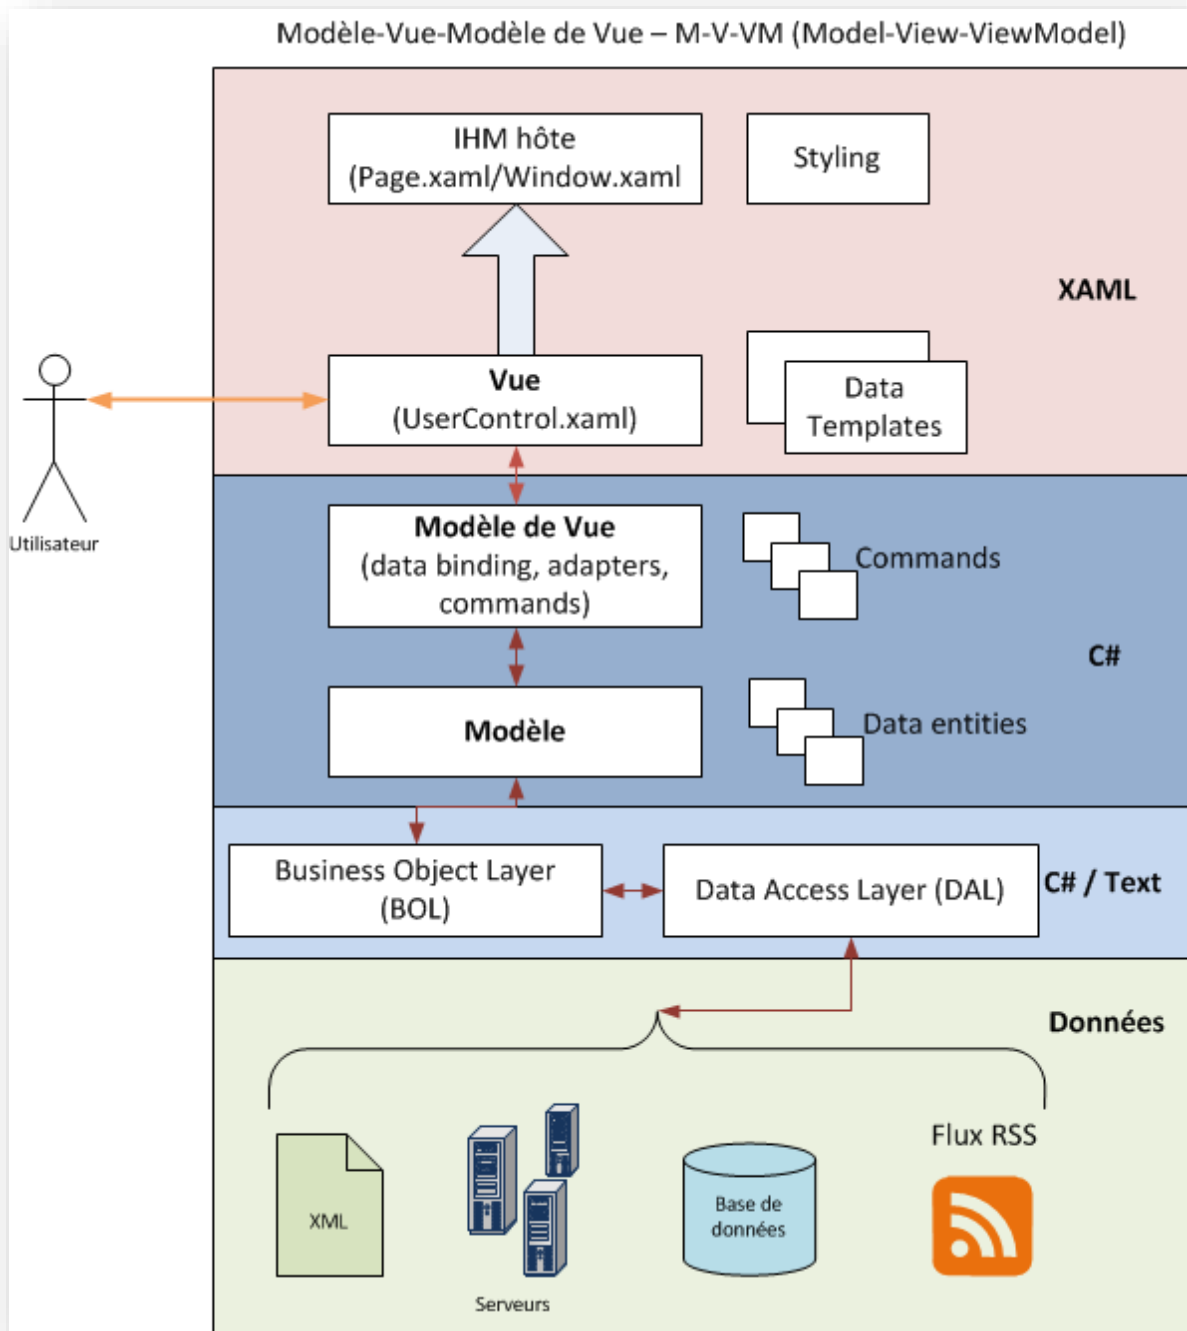 Modèle-Vue-Modèle de Vue – M-V-VM (Model-View-ViewModel)
IHM hôte
(Page.xaml/Window.xaml
Styling
XAML
Vue
(UserControl.xaml)
Data
Templates
Utilisateur
Modèle de Vue
(data binding, adapters,
commands)
Commands
C#
Modèle
Data entities
Business Object Layer
(BOL)
Data Access Layer (DAL)
C# / Text
Données
Flux RSS
XML
Base de
données
Serveurs